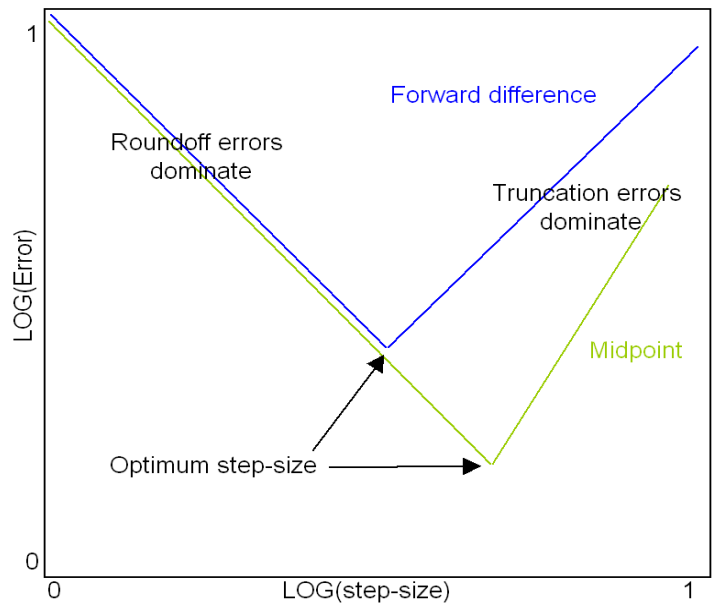 1
Forward difference
Roundoff errors
dominate
Truncation errors
dominate
LOG(Error)
Midpoint
Optimum step-size
0
0
LOG(step-size)
1